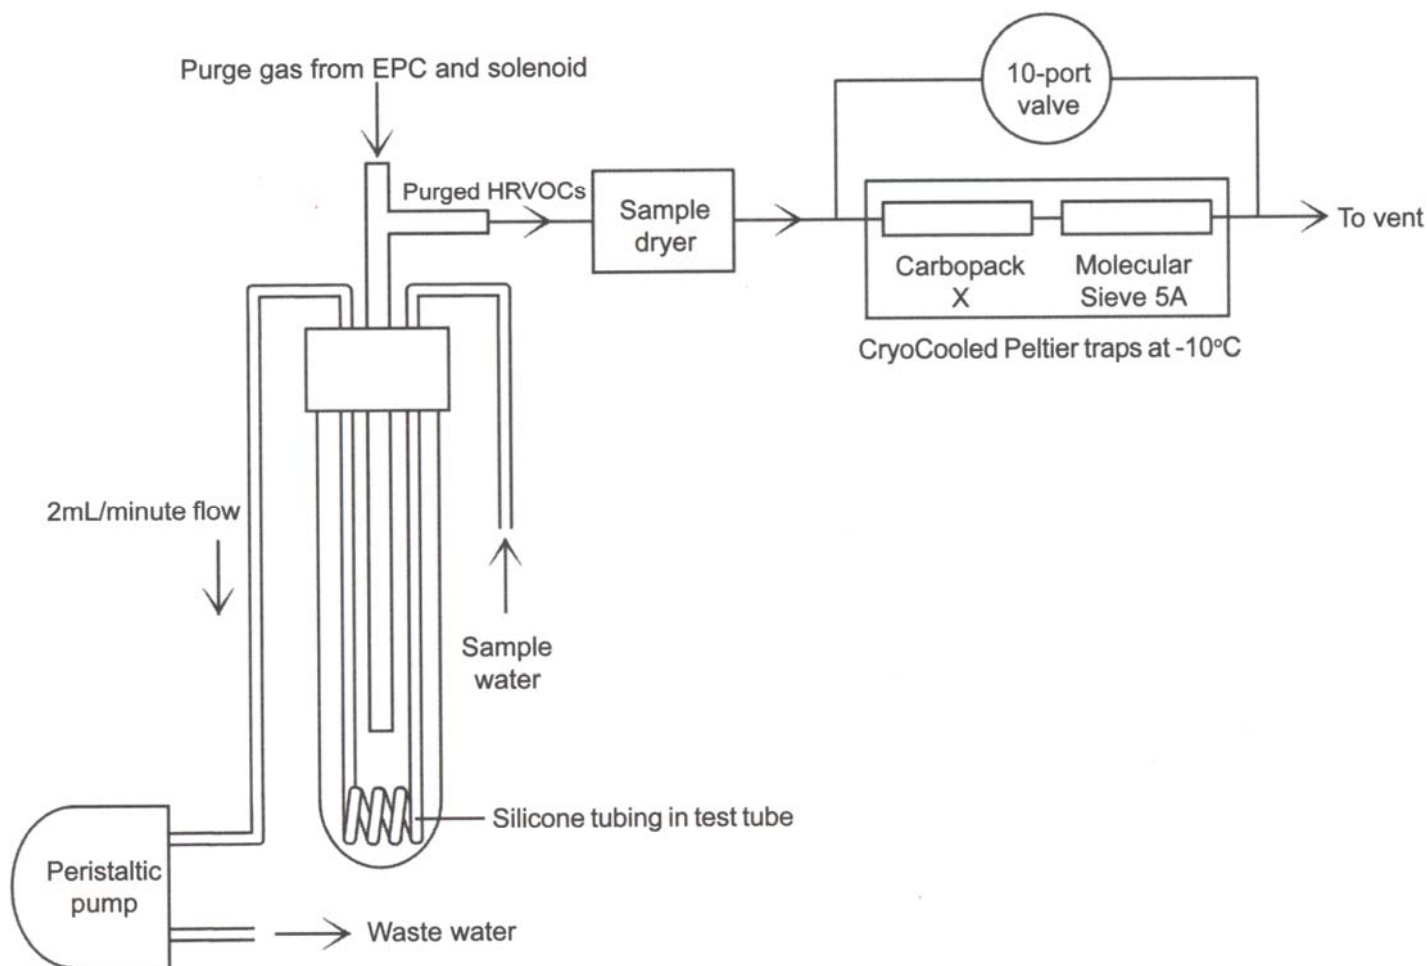 Purge gas from EPC and solenoid
10-port
valve
Purged HRVOCs
Sample
dryer
To vent
Carbopack
X
Molecular
Sieve 5A
CryoCooled Peltier traps at -10°C
2mL/minute flow
Sample
water
Silicone tubing in test tube
Peristaltic
pump
Waste water